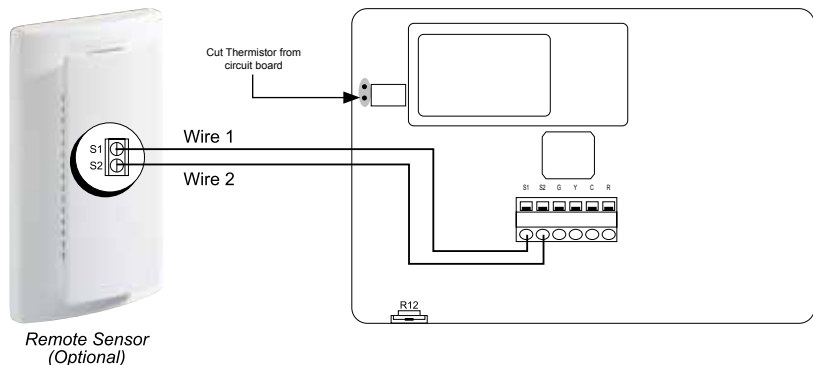 Cut Thermistor from
circuit board
Wire 1
S1
S2
Wire 2
S1 S2 G Y C R
R12
Remote Sensor
(Optional)